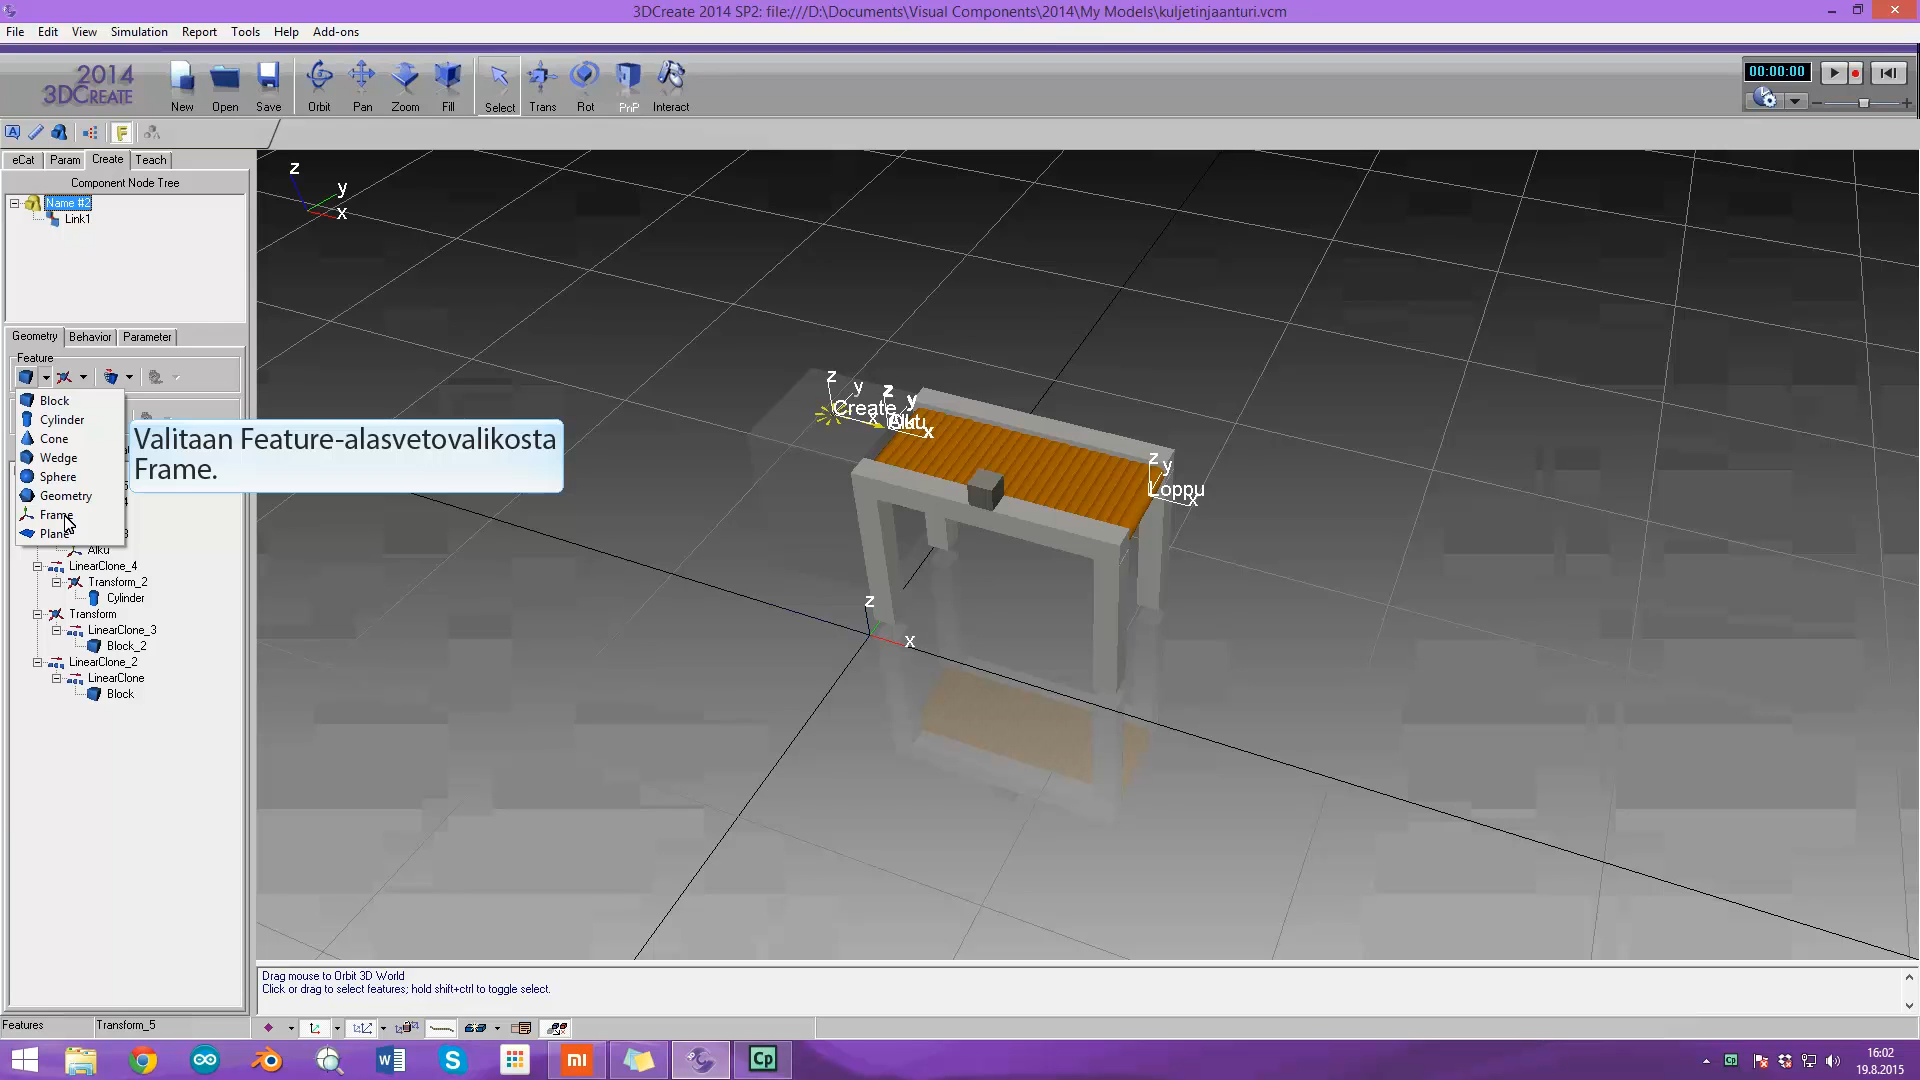 3DCreate 2014 SP2: file:///D:\Documents\Visual Components\2014\My Models\kuljetinjaanturi.vcm
File Edit View Simulation Report Tools Help Add-ons
2014
3DCREATE
New Open Save Orbit Pan Zoom Fill Select Trans Rot PnP Interact
00:00:00
eCat Param Create Teach
Component Node Tree
Name #2
Link1
Geometry Behavior Parameter
Feature
Block
Cylinder
Cone
Wedge
Sphere
Geometry
Frame
Plane
Valitaan Feature-alasvetovalikosta
Frame.
Alku
LinearClone_4
Transform_2
Cylinder
Transform
LinearClone_3
Block_2
LinearClone_2
LinearClone
Block
z
y
x
z
y
Create
x
z
y
Alku
x
z
y
Loppu
x
z
x
Drag mouse to Orbit 3D World
Click or drag to select features; hold shift+ctrl to toggle select.
Features Transform_5
Cp
16:02
19.8.2015